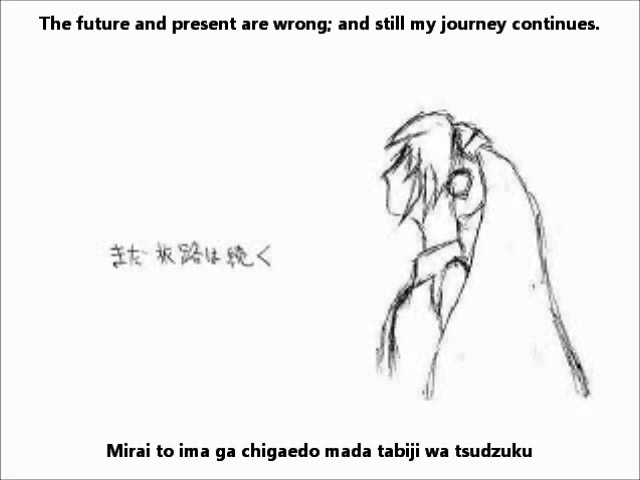 The future and present are wrong; and still my journey continues.
まだ 旅路は続く
Mirai to ima ga chigaedo mada tabiji wa tsudzuku